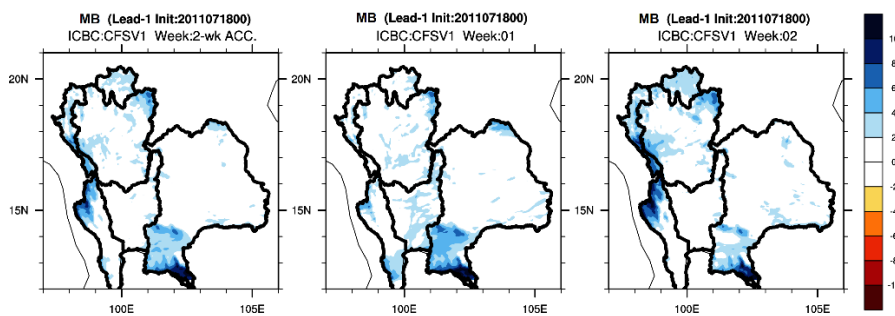 MB (Lead-1 Init:2011071800)
ICBC:CFSV1 Week:2-wk ACC.
20N
15N
100E
105E
MB (Lead-1 Init:2011071800)
ICBC:CFSV1 Week:01
20N
15N
100E
105E
MB (Lead-1 Init:2011071800)
ICBC:CFSV1 Week:02
20N
15N
100E
105E
8
6
4
2
0
-2
-4
-6
-8